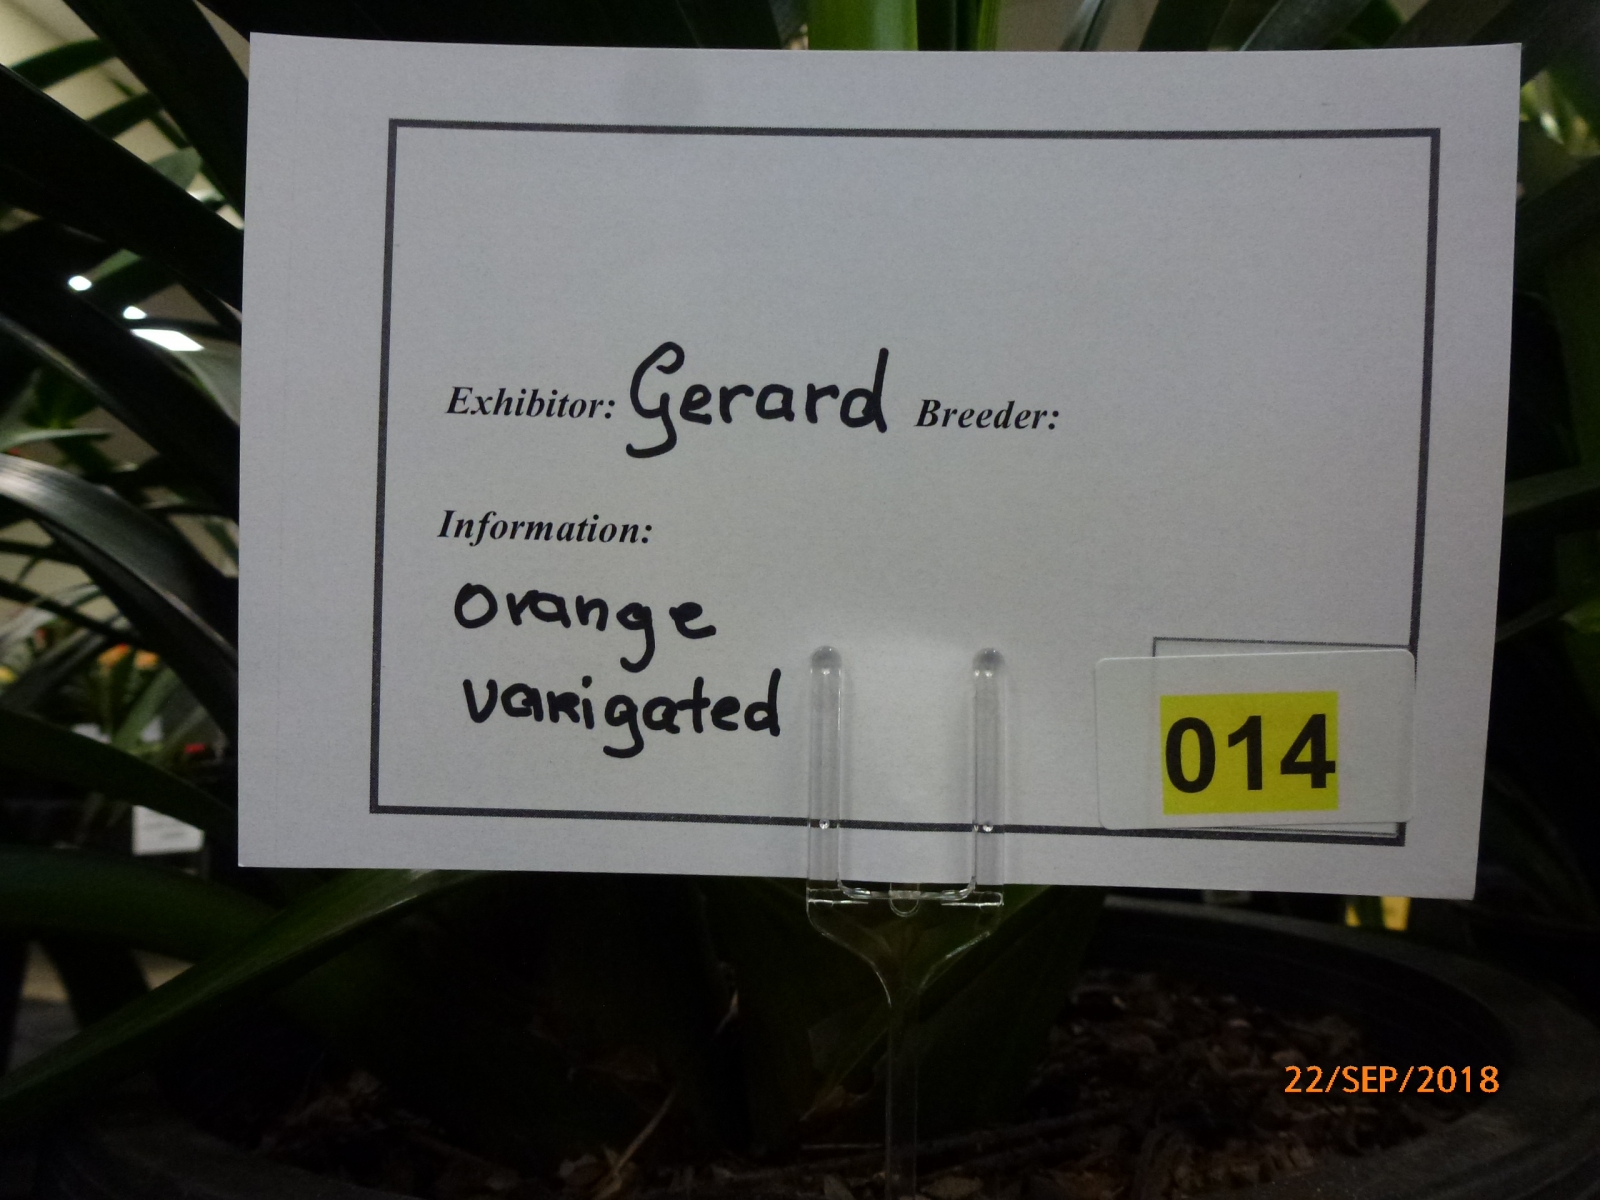 Exhibitor: Gerard Breeder:
Information:
orange
varigated
014
22/SEP/2018